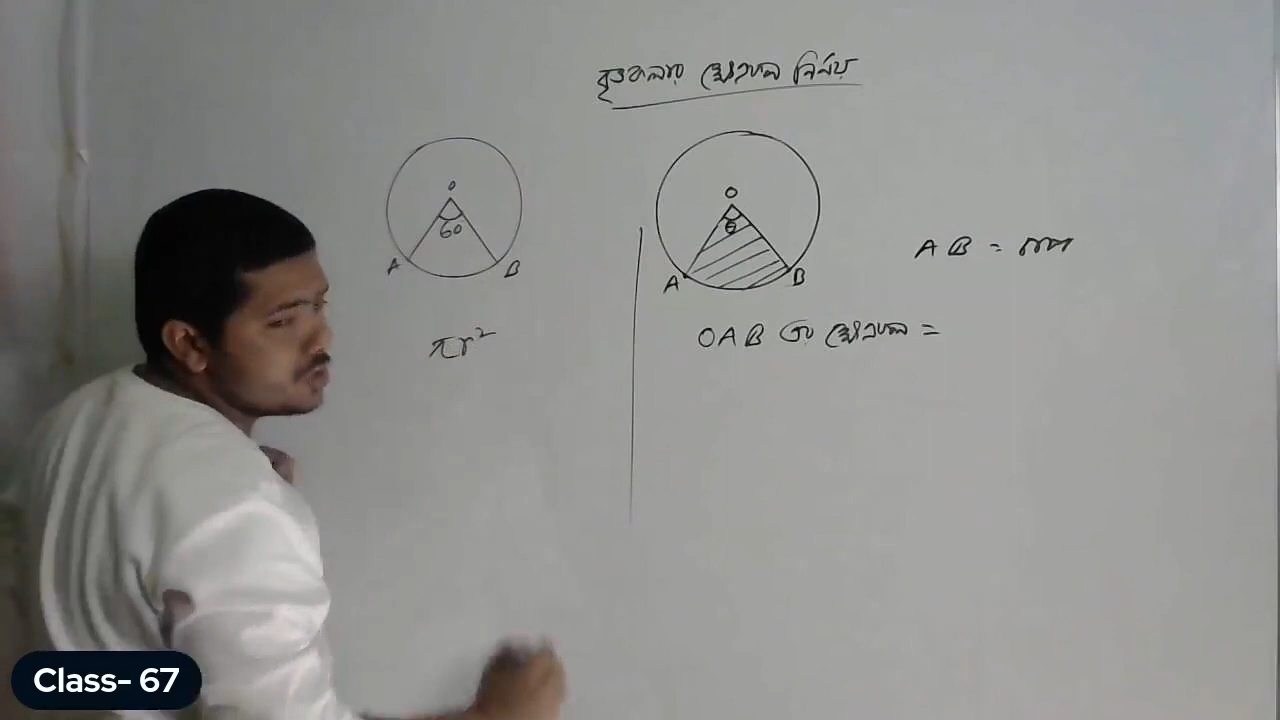 বৃত্তকলার ক্ষেত্রফল নির্ণয়
O
60
A
B
πr²
O
θ
A
B
AB =
OAB এর ক্ষেত্রফল =
Class- 67